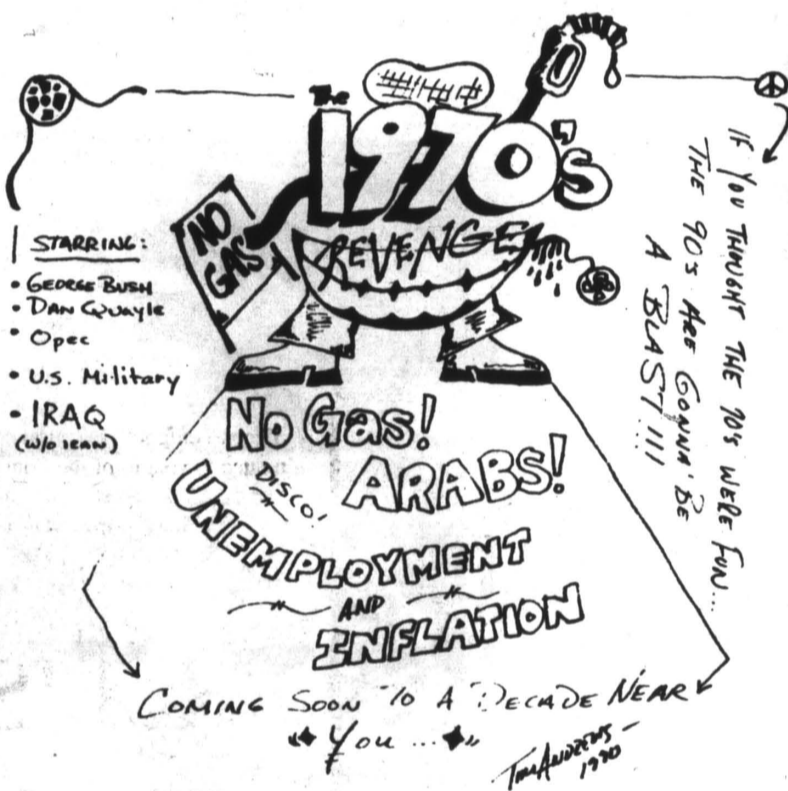 The
1970's
REVENGE
NO
GAS
STARRING:
• GEORGE BUSH
• DAN QUAYLE
• Opec
• U.S. Military
• IRAQ
(W/O IRAN)
IF YOU THOUGHT THE 70's WERE FUN...
THE 90's ARE GONNA' BE
A BLAST!!!
No Gas!
ARABS!
DISCO!
UNEMPLOYMENT
AND
INFLATION
COMING SOON TO A DECADE NEAR
You ...
Tim ANDREWS -
1990